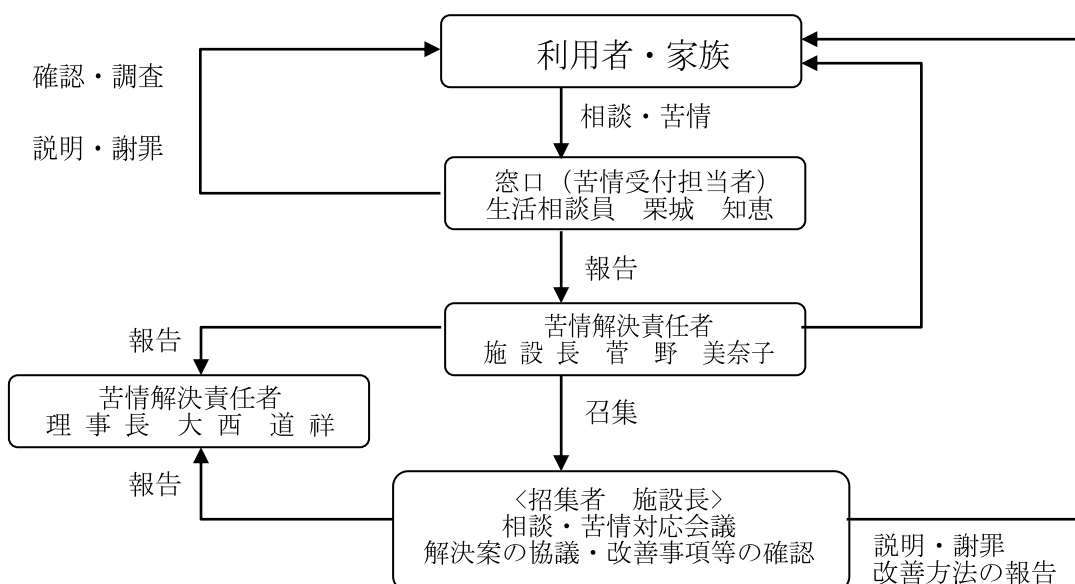 利用者・家族
確認・調査
相談・苦情
説明・謝罪
窓口（苦情受付担当者）
生活相談員　栗城　知恵
報告
苦情解決責任者
施 設 長　菅　野　美奈子
報告
苦情解決責任者
理 事 長　大 西　道 祥
召集
報告
<招集者　施設長>
相談・苦情対応会議
解決案の協議・改善事項等の確認
説明・謝罪
改善方法の報告